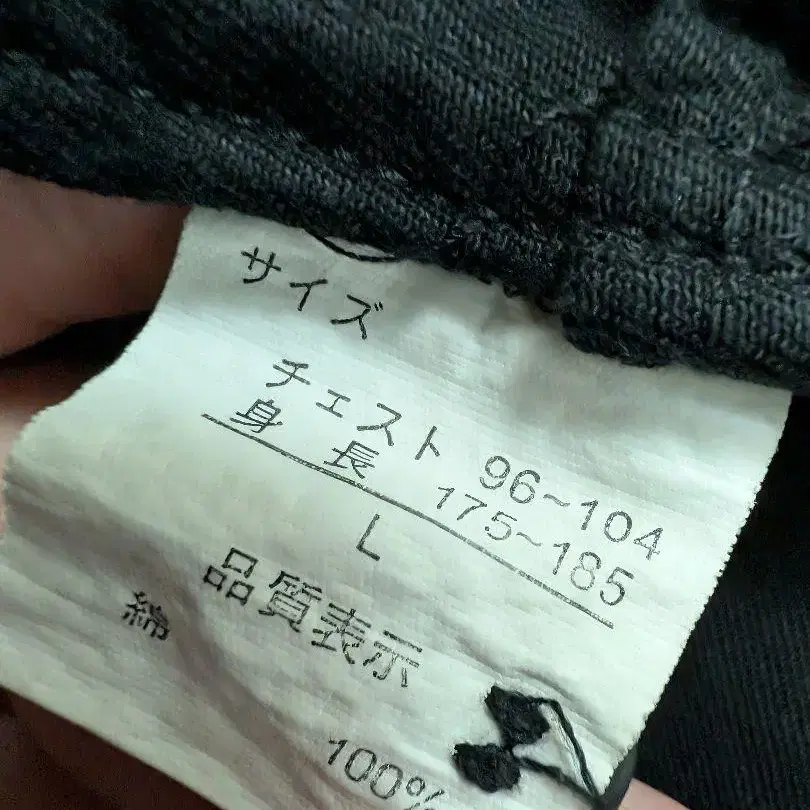 サイズ
チェスト 96~104
身長 175~185
L
品質表示
綿 100%